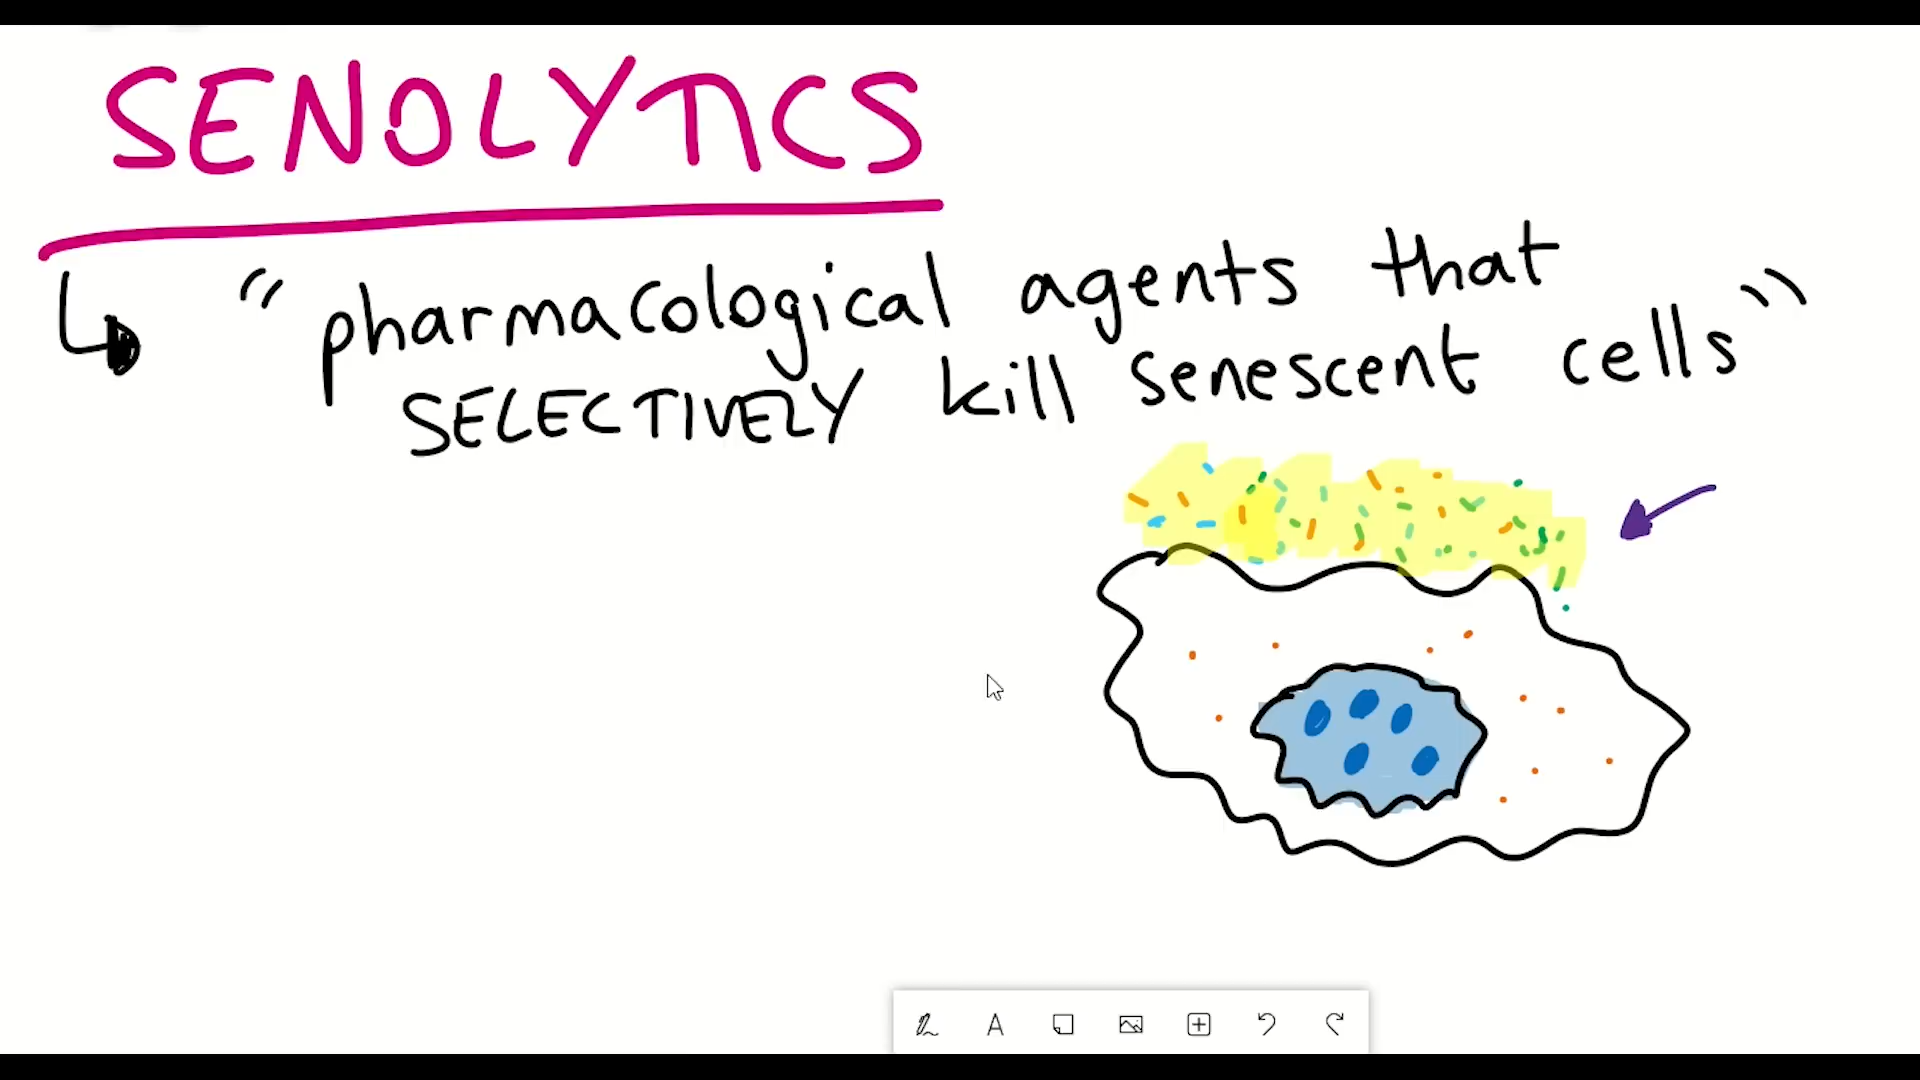 SENOLYTICS
"pharmacological agents that
SELECTIVELY kill senescent cells"
A